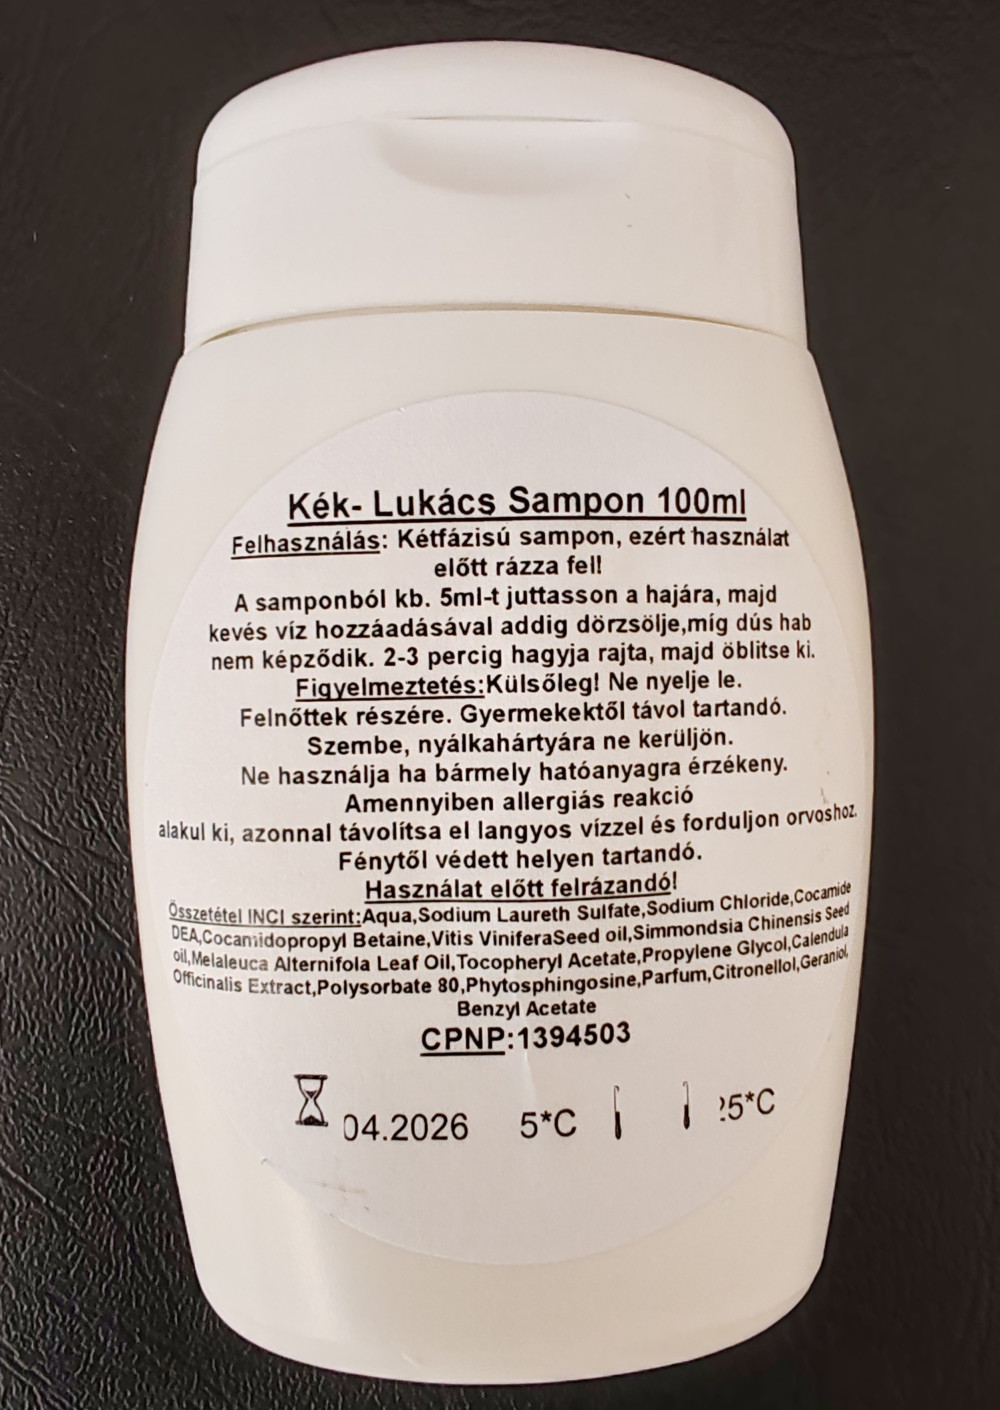 Kék- Lukács Sampon 100ml
Felhasználás: Kétfázisú sampon, ezért használat
előtt rázza fel!
A samponból kb. 5ml-t juttasson a hajára, majd
kevés víz hozzáadásával addig dörzsölje,míg dús hab
nem képződik. 2-3 percig hagyja rajta, majd öblitse ki.
Figyelmeztetés:Külsőleg! Ne nyelje le.
Felnőttek részére. Gyermekektől távol tartandó.
Szembe, nyálkahártyára ne kerüljön.
Ne használja ha bármely hatóanyagra érzékeny.
Amennyiben allergiás reakció
alakul ki, azonnal távolítsa el langyos vízzel és forduljon orvoshoz.
Fénytől védett helyen tartandó.
Használat előtt felrázandó!
Összetétel INCI szerint:Aqua,Sodium Laureth Sulfate,Sodium Chloride,Cocamide
DEA,Cocamidopropyl Betaine,Vitis ViniferaSeed oil,Simmondsia Chinensis Seed
oil,Melaleuca Alternifola Leaf Oil,Tocopheryl Acetate,Propylene Glycol,Calendula
Officinalis Extract,Polysorbate 80,Phytosphingosine,Parfum,Citronellol,Geraniol,
Benzyl Acetate
CPNP:1394503
04.2026 5*C 25*C